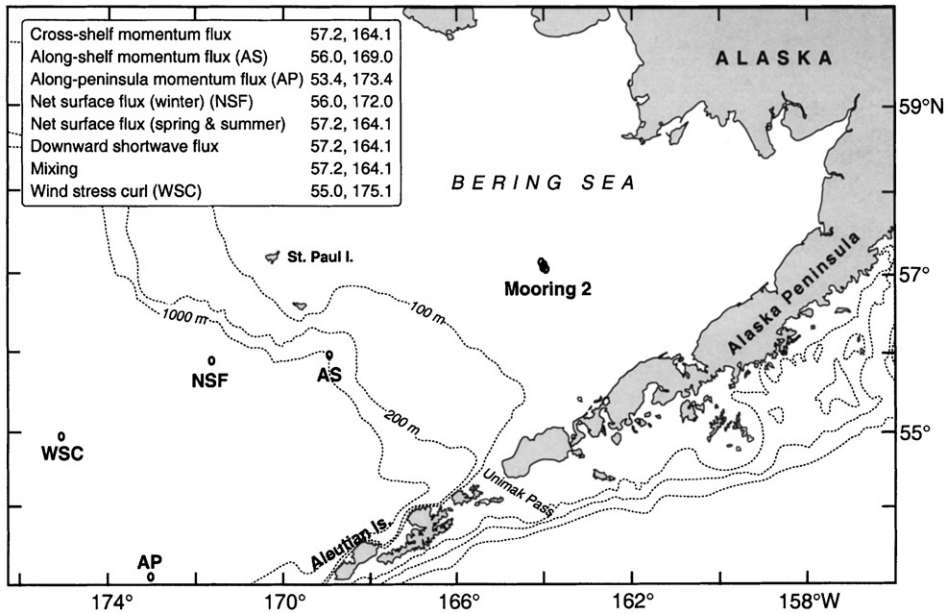 Cross-shelf momentum flux 57.2, 164.1
Along-shelf momentum flux (AS) 56.0, 169.0
Along-peninsula momentum flux (AP) 53.4, 173.4
Net surface flux (winter) (NSF) 56.0, 172.0
Net surface flux (spring & summer) 57.2, 164.1
Downward shortwave flux 57.2, 164.1
Mixing 57.2, 164.1
Wind stress curl (WSC) 55.0, 175.1
ALASKA
59°N
BERING SEA
St. Paul I.
57°
Mooring 2
Alaska Peninsula
100 m
1000 m
NSF
AS
200 m
55°
WSC
Unimak Pass
Aleutian Is.
AP
174°
170°
166°
162°
158°W